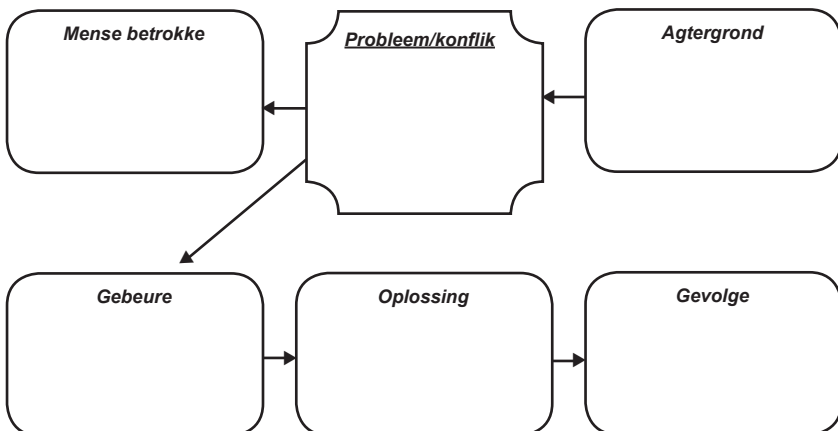 Mense betrokke
Probleem/konflik
Agtergrond
Gebeure
Oplossing
Gevolge